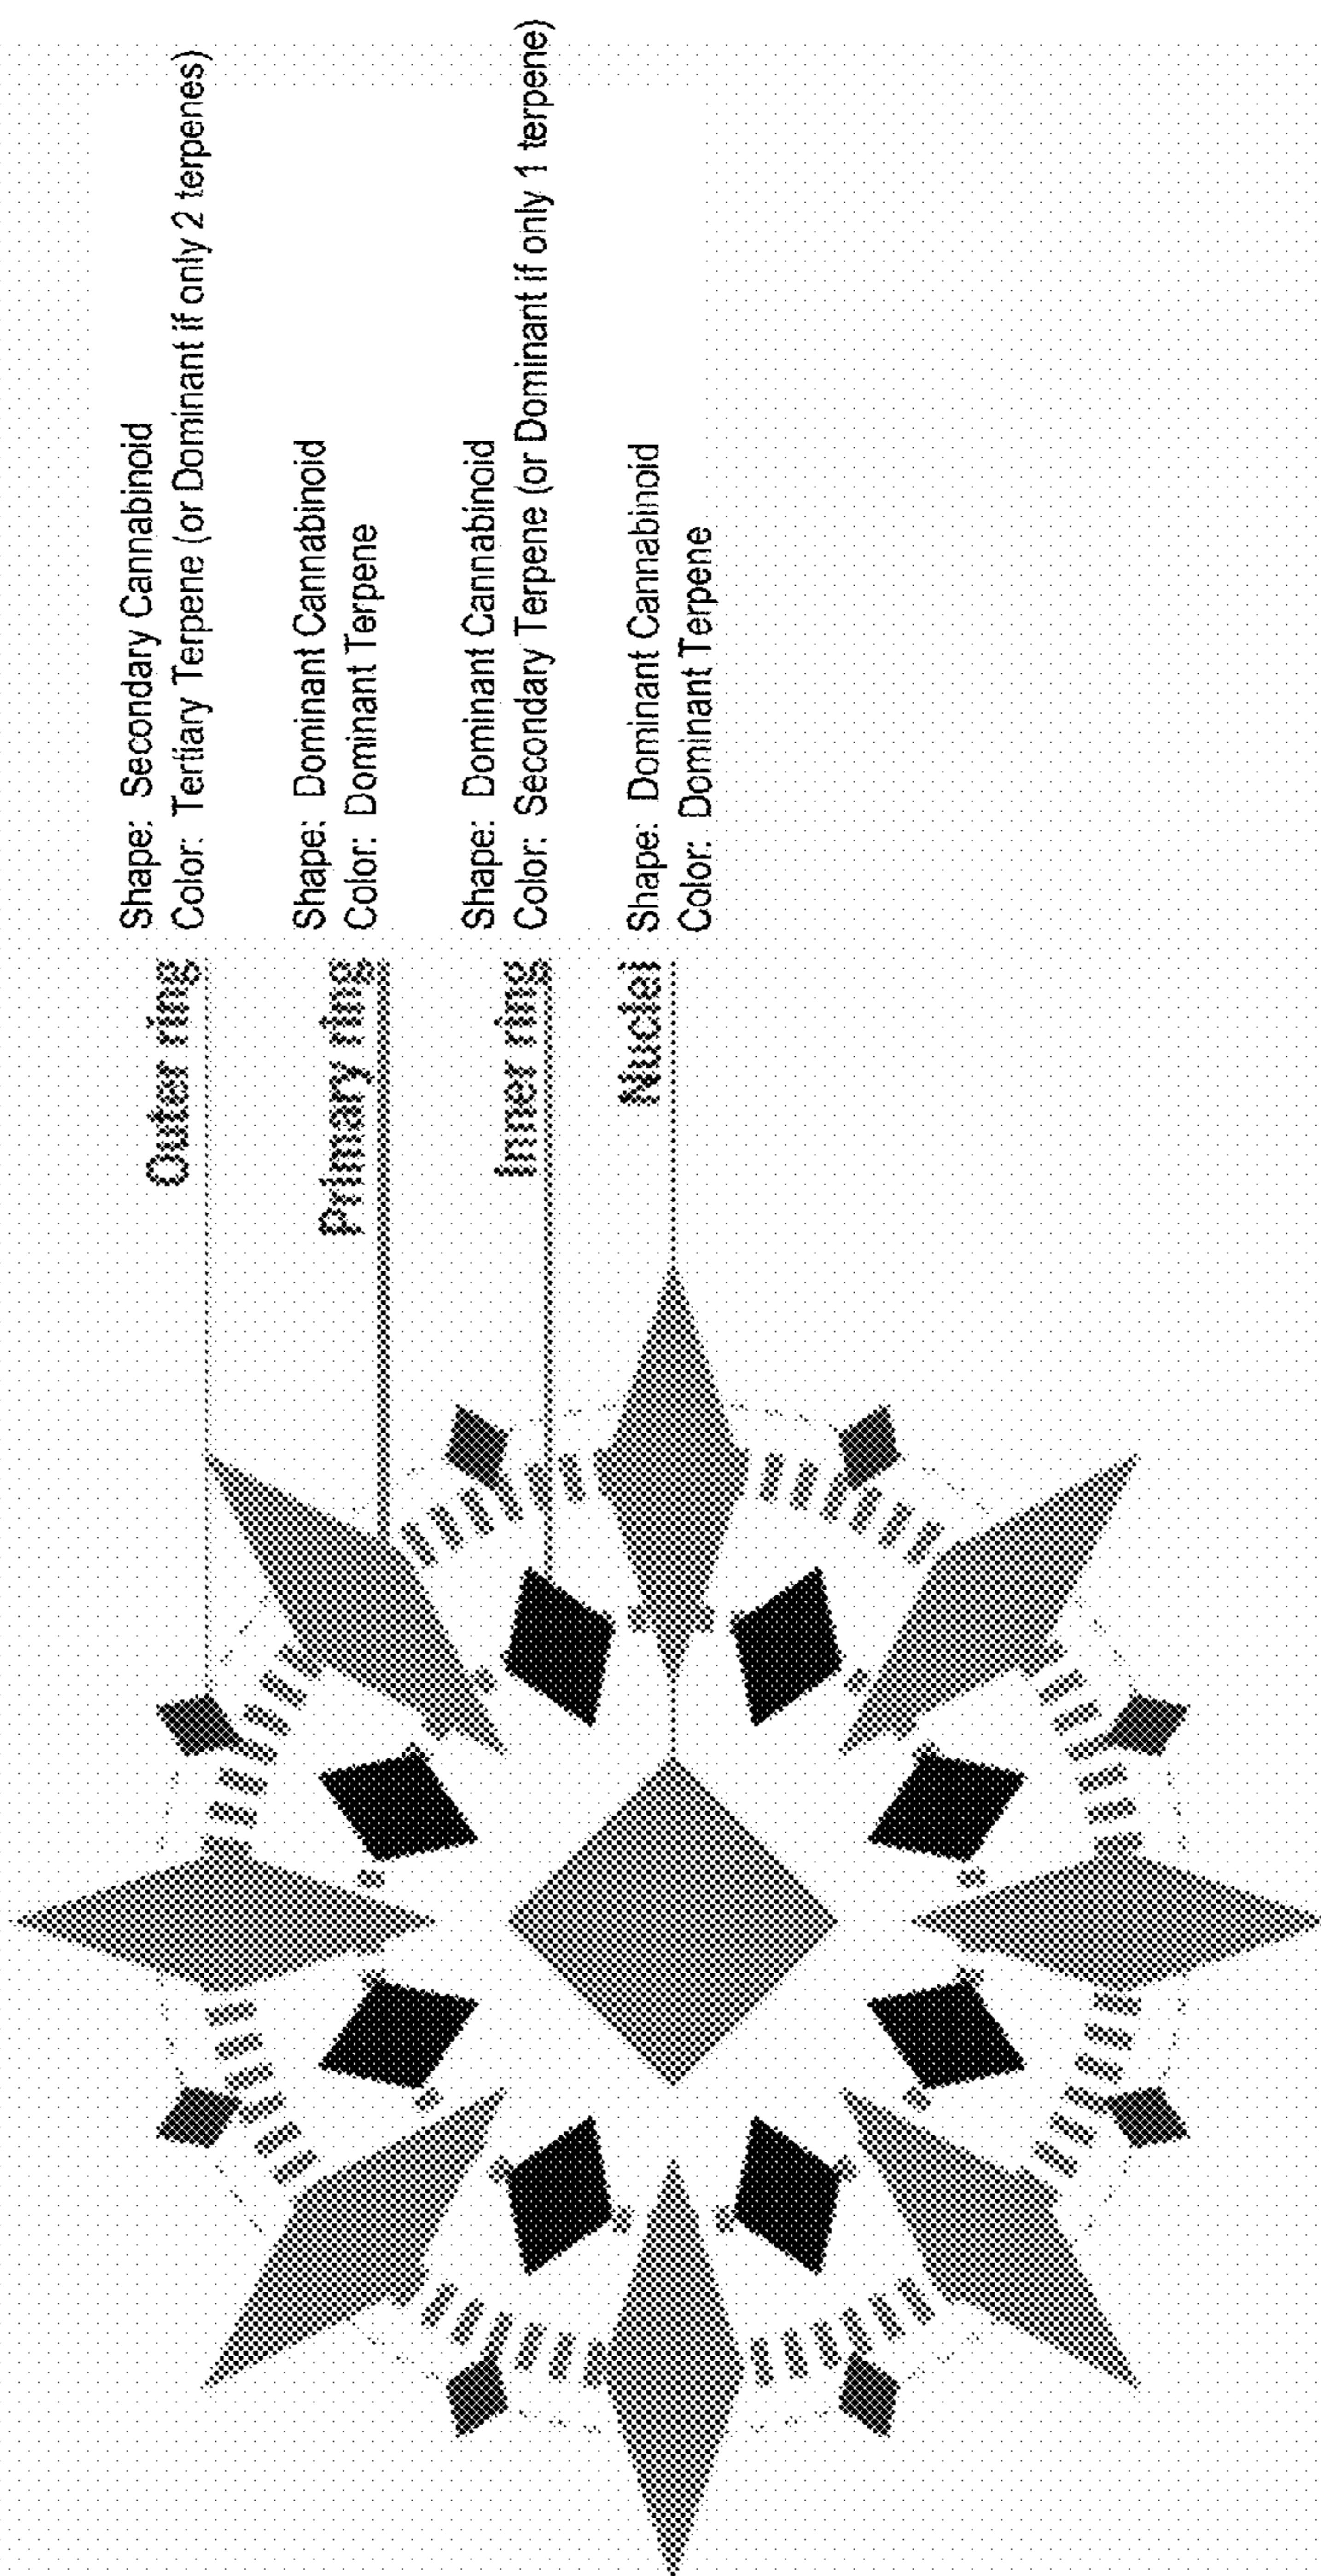 Outer ring
Shape: Secondary Cannabinoid
Color: Tertiary Terpene (or Dominant if only 2 terpenes)
Primary ring
Shape: Dominant Cannabinoid
Color: Dominant Terpene
Inner ring
Shape: Dominant Cannabinoid
Color: Secondary Terpene (or Dominant if only 1 terpene)
Nuclei
Shape: Dominant Cannabinoid
Color: Dominant Terpene